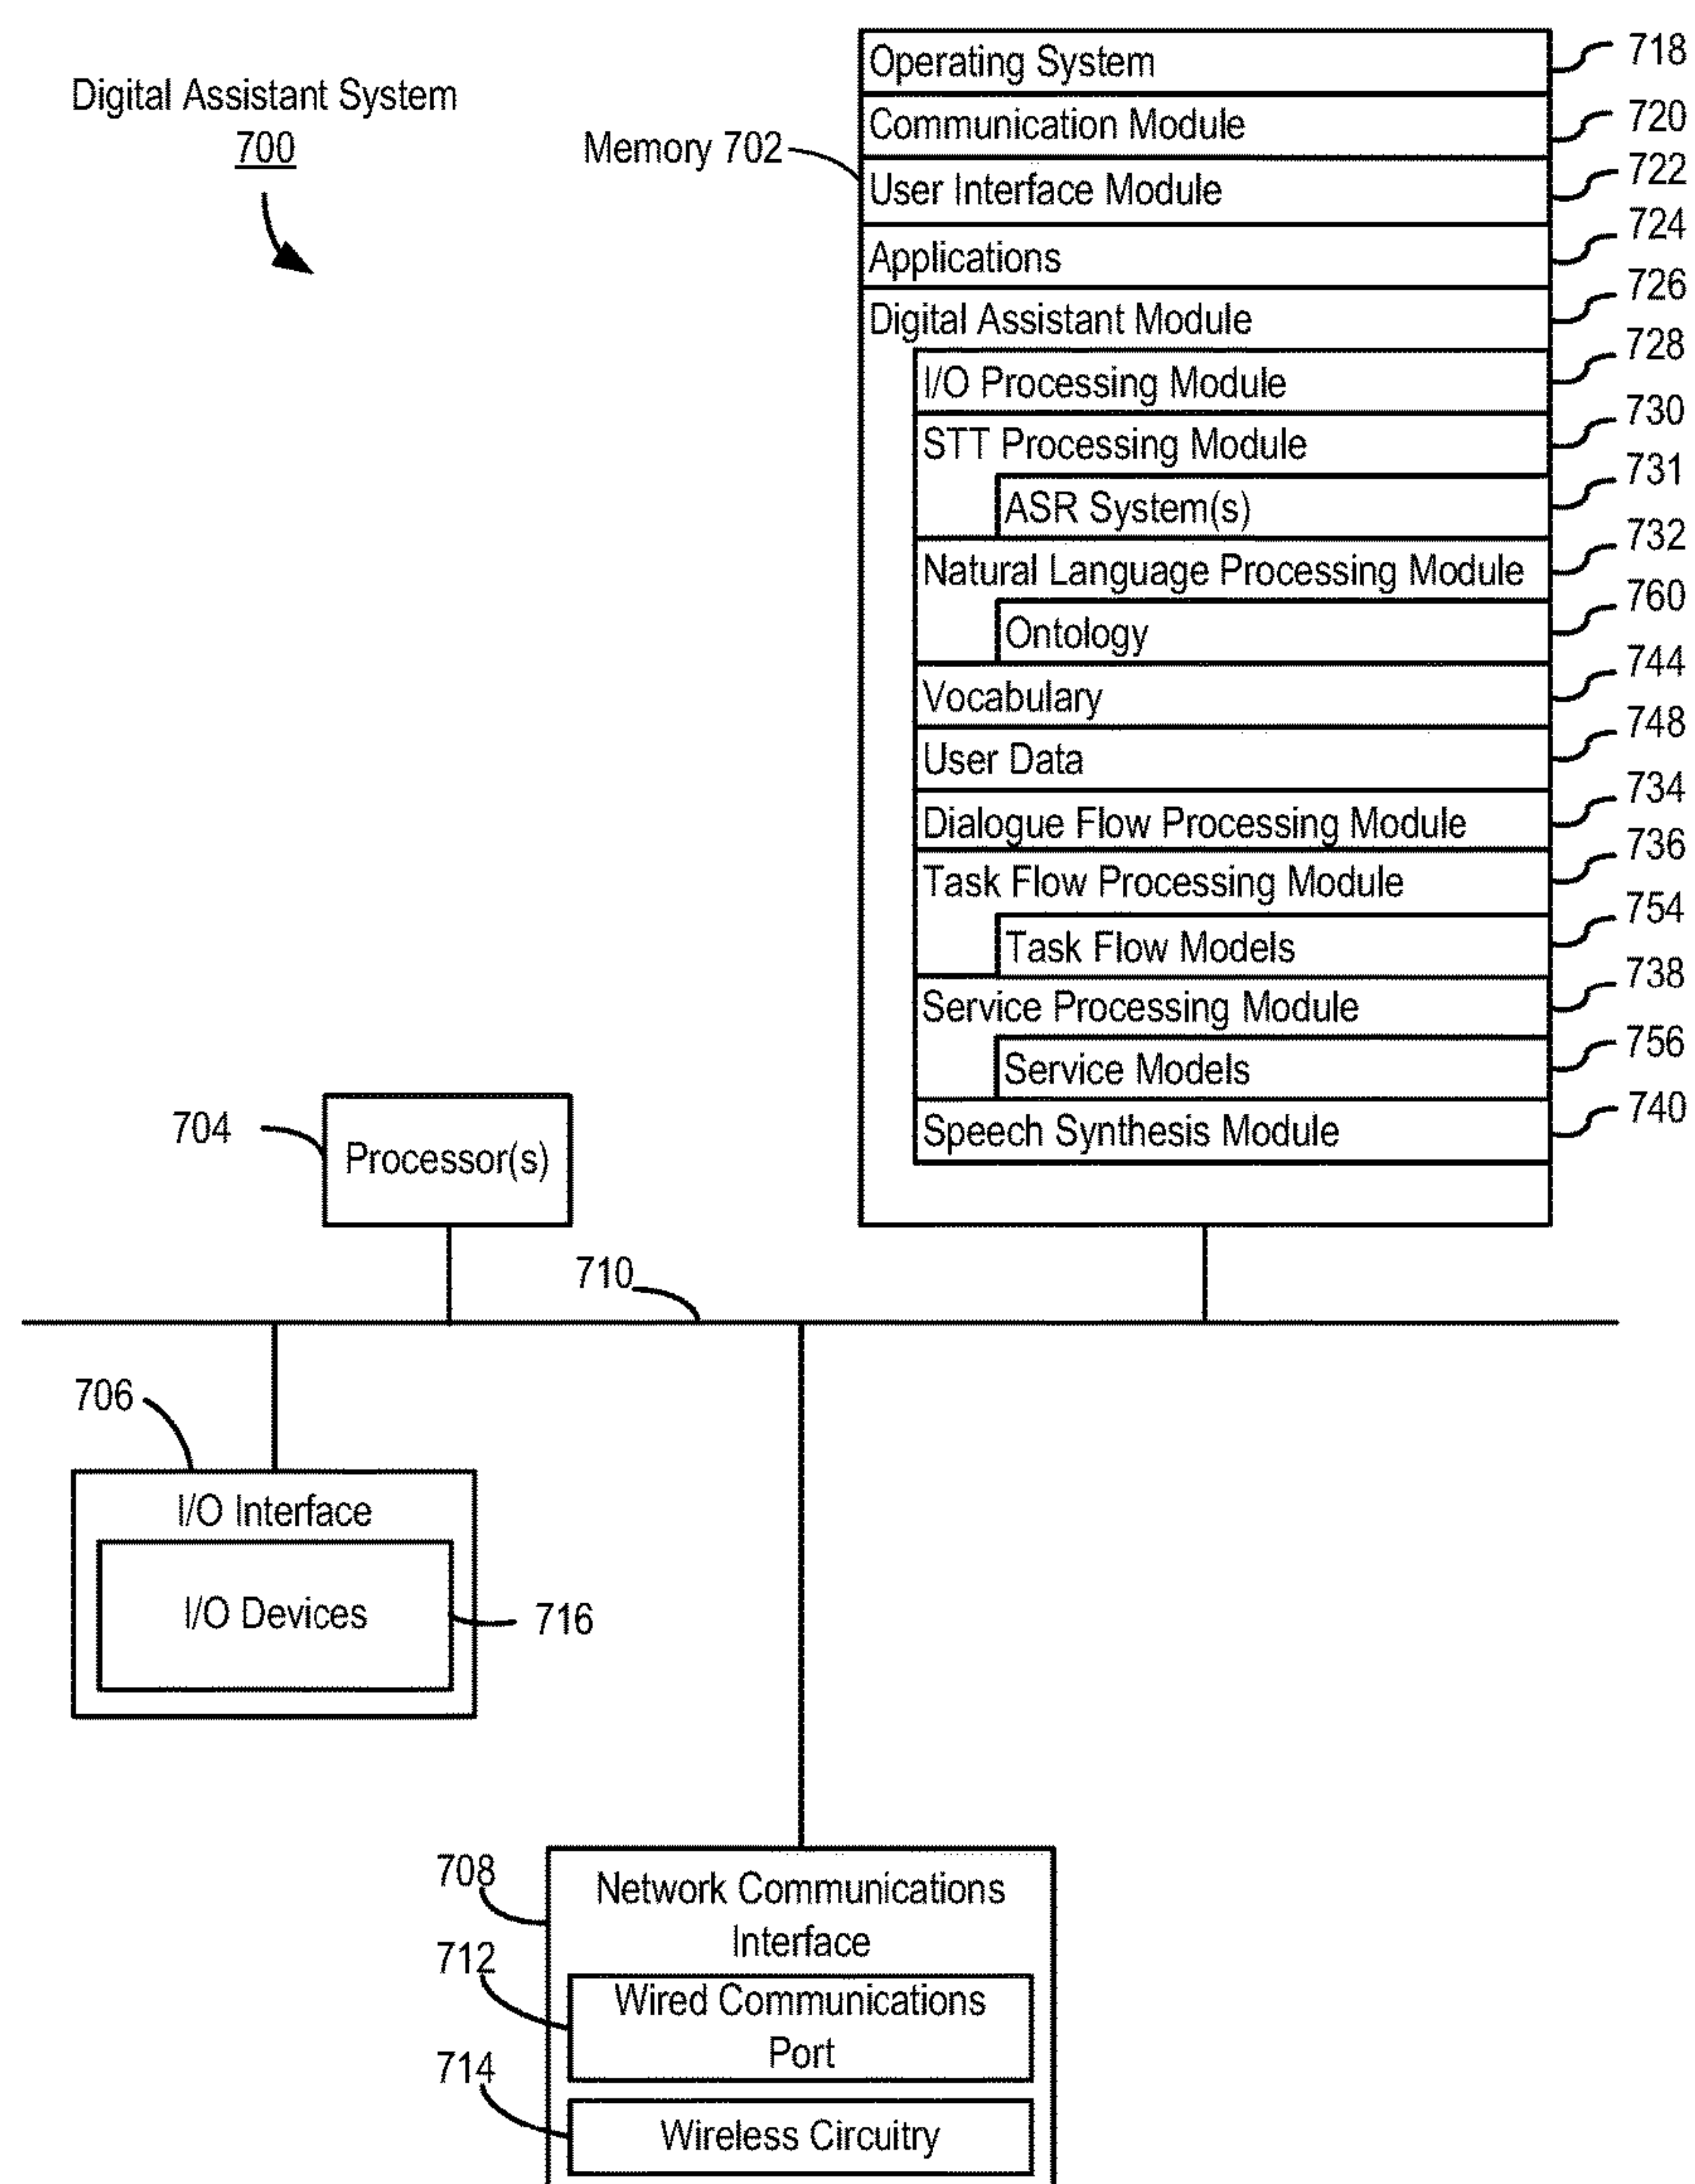 Digital Assistant System
700
Memory 702
Operating System 718
Communication Module 720
User Interface Module 722
Applications 724
Digital Assistant Module 726
I/O Processing Module 728
STT Processing Module 730
ASR System(s) 731
Natural Language Processing Module 732
Ontology 760
Vocabulary 744
User Data 748
Dialogue Flow Processing Module 734
Task Flow Processing Module 736
Task Flow Models 754
Service Processing Module 738
Service Models 756
Speech Synthesis Module 740
704
Processor(s)
710
706
I/O Interface
I/O Devices
716
708
Network Communications
Interface
712
Wired Communications
Port
714
Wireless Circuitry